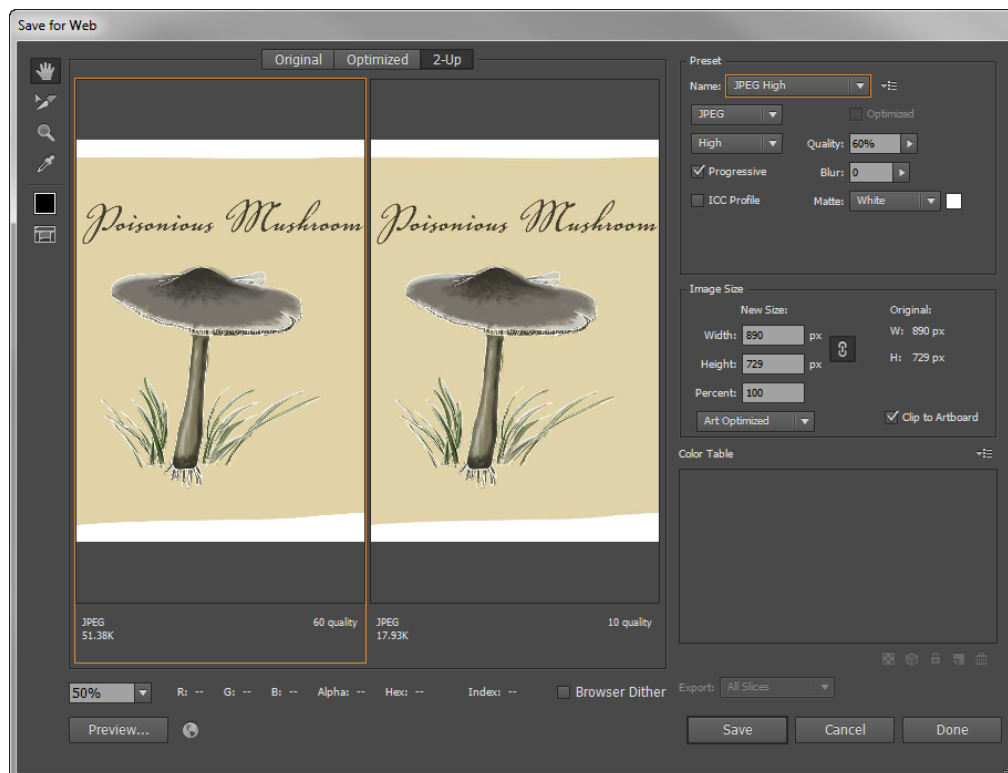 Save for Web
Original
Optimized
2-Up
Poisonious Mushroom
Poisonious Mushroom
JPEG
60 quality
51.38K
JPEG
10 quality
17.93K
50%
R: --
G: --
B: --
Alpha: --
Hex: --
Index: --
Browser Dither
Preview...
Preset
Name: JPEG High
JPEG
Optimized
High
Quality: 60%
Progressive
Blur: 0
ICC Profile
Matte: White
Image Size
New Size:
Original:
Width: 890 px
W: 890 px
Height: 729 px
H: 729 px
Percent: 100
Art Optimized
Clip to Artboard
Color Table
Export: All Slices
Save
Cancel
Done